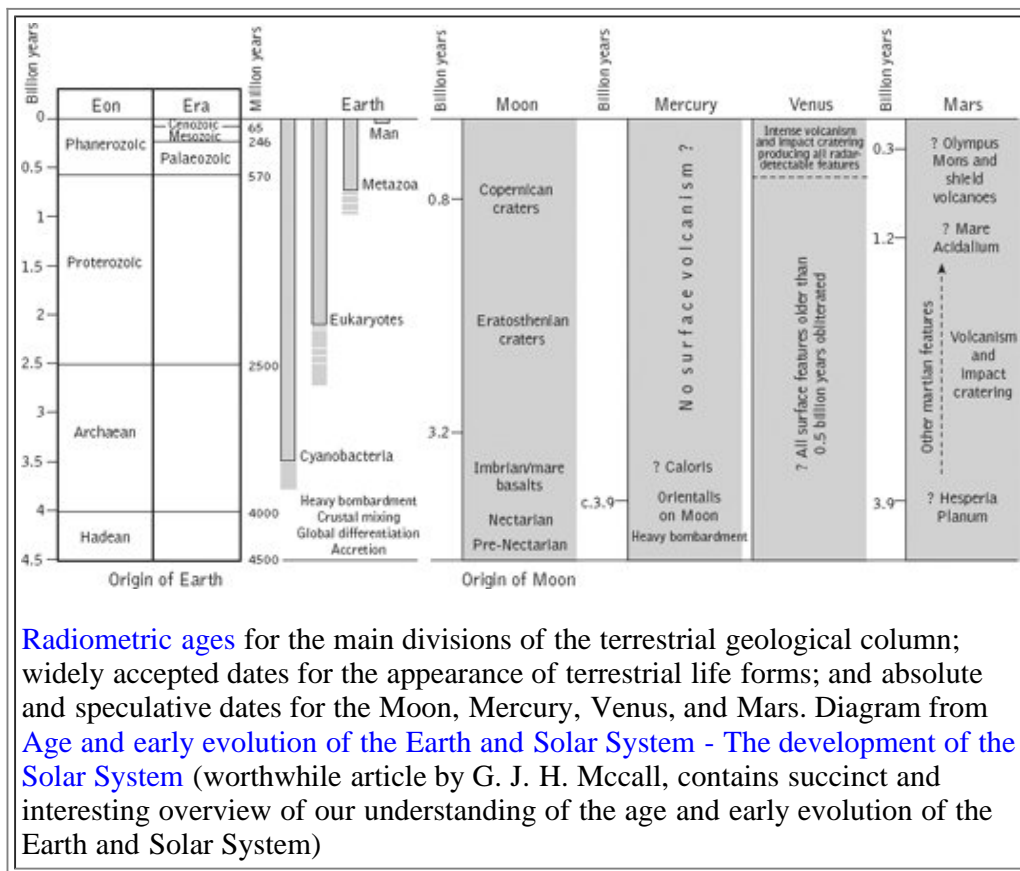 Billion years
Eon
Era
Million years
Earth
Billion years
Moon
Billion years
Mercury
Venus
Billion years
Mars
0
0.5
1
1.5
2
2.5
3
3.5
4
4.5
Phanerozoic
Proterozoic
Archaean
Hadean
Cenozoic
Mesozoic
Palaeozoic
65
246
570
2500
4000
4500
Man
Metazoa
Eukaryotes
Cyanobacteria
Heavy bombardment
Crustal mixing
Global differentiation
Accretion
0.8
3.2
Copernican
craters
Eratosthenian
craters
Imbrian/mare
basalts
Nectarian
Pre-Nectarian
c.3.9
No surface volcanism ?
? Caloris
Orientalis
on Moon
Heavy bombardment
Intense volcanism
and impact cratering
producing all radar-
detectable features
? All surface features older than
0.5 billion years obliterated
0.3
1.2
3.9
? Olympus
Mons and
shield
volcanoes
? Mare
Acidalium
Other martian features
Volcanism
and
impact
cratering
? Hesperia
Planum
Origin of Earth
Origin of Moon
Radiometric ages for the main divisions of the terrestrial geological column;
widely accepted dates for the appearance of terrestrial life forms; and absolute
and speculative dates for the Moon, Mercury, Venus, and Mars. Diagram from
Age and early evolution of the Earth and Solar System - The development of the
Solar System (worthwhile article by G. J. H. Mccall, contains succinct and
interesting overview of our understanding of the age and early evolution of the
Earth and Solar System)